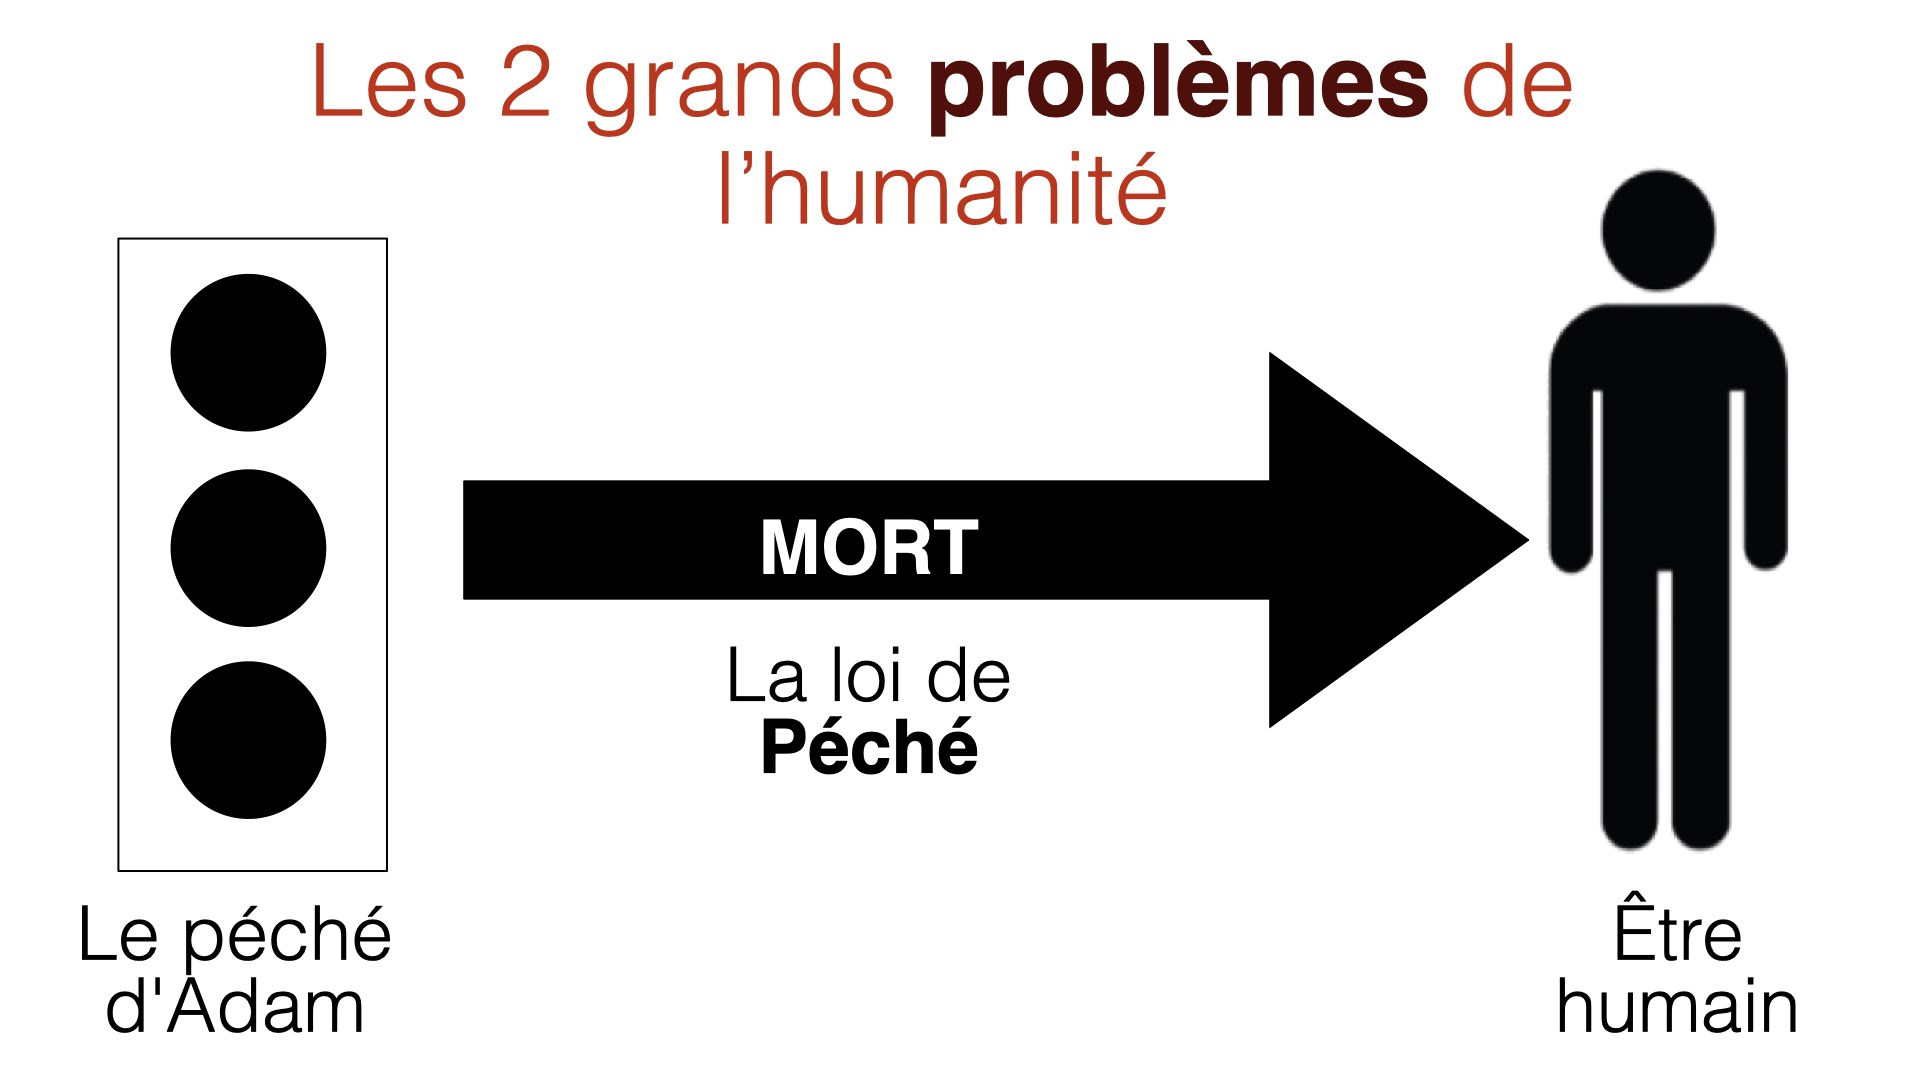 Les 2 grands problèmes de
l’humanité
MORT
La loi de
Péché
Le péché
d'Adam
Être
humain